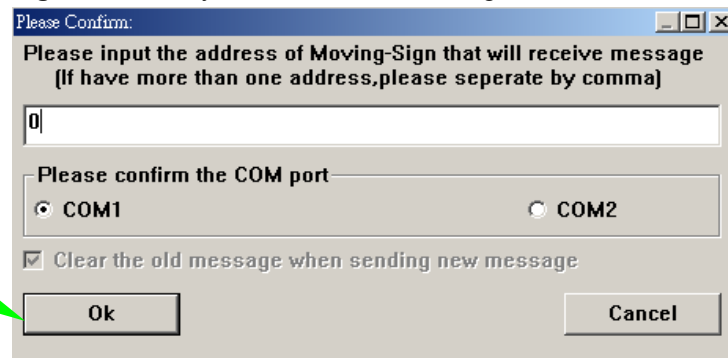 Please Confirm:
Please input the address of Moving-Sign that will receive message
(If have more than one address,please seperate by comma)
0
Please confirm the COM port
COM1 COM2
Clear the old message when sending new message
Ok Cancel